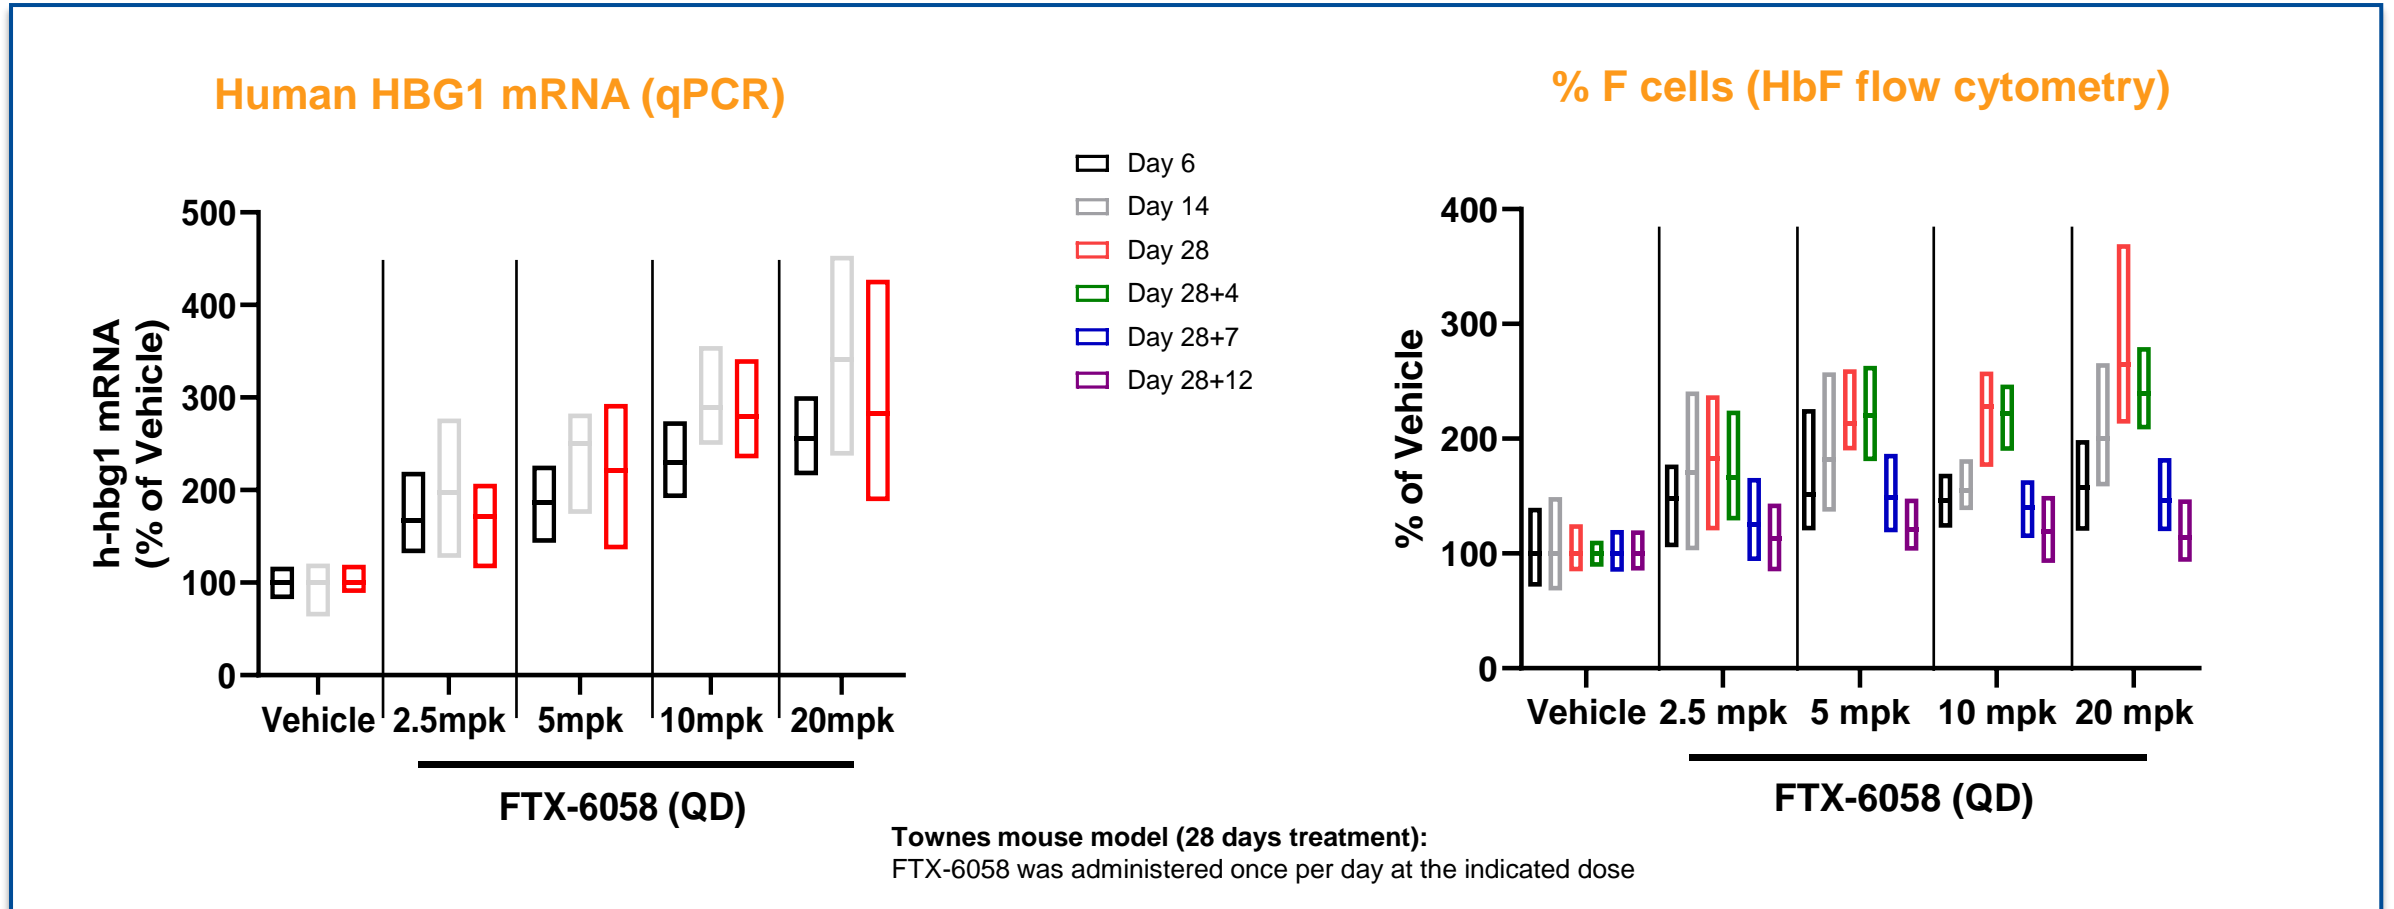 Human HBG1 mRNA (qPCR)
h-hbg1 mRNA
(% of Vehicle)
500
400
300
200
100
0
Vehicle 2.5mpk 5mpk 10mpk 20mpk
FTX-6058 (QD)
Day 6
Day 14
Day 28
Day 28+4
Day 28+7
Day 28+12
% F cells (HbF flow cytometry)
% of Vehicle
400
300
200
100
0
Vehicle 2.5 mpk 5 mpk 10 mpk 20 mpk
FTX-6058 (QD)
Townes mouse model (28 days treatment):
FTX-6058 was administered once per day at the indicated dose